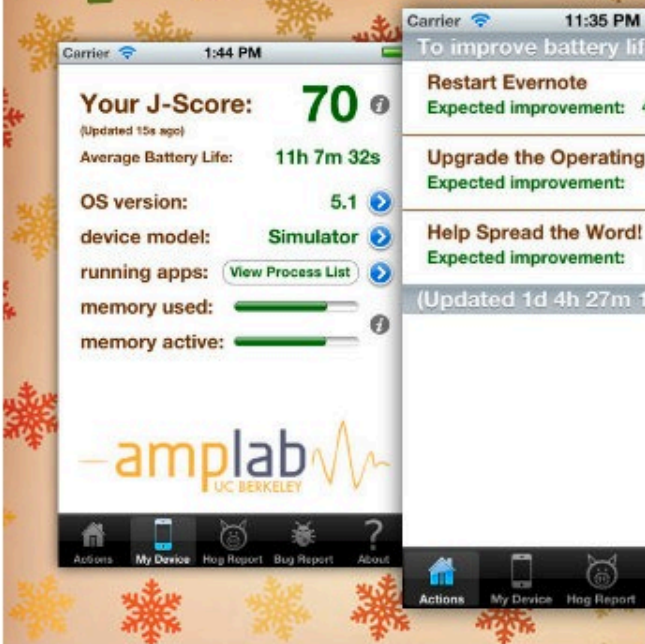 Carrier
1:44 PM
Your J-Score: 70
(Updated 15s ago)
Average Battery Life: 11h 7m 32s
OS version: 5.1
device model: Simulator
running apps: View Process List
memory used:
memory active:
amplab
UC BERKELEY
Actions My Device Hog Report Bug Report About
Carrier 11:35 PM
To improve battery lif
Restart Evernote
Expected improvement:
Upgrade the Operating
Expected improvement:
Help Spread the Word!
Expected improvement:
(Updated 1d 4h 27m 1
Actions My Device Hog Report